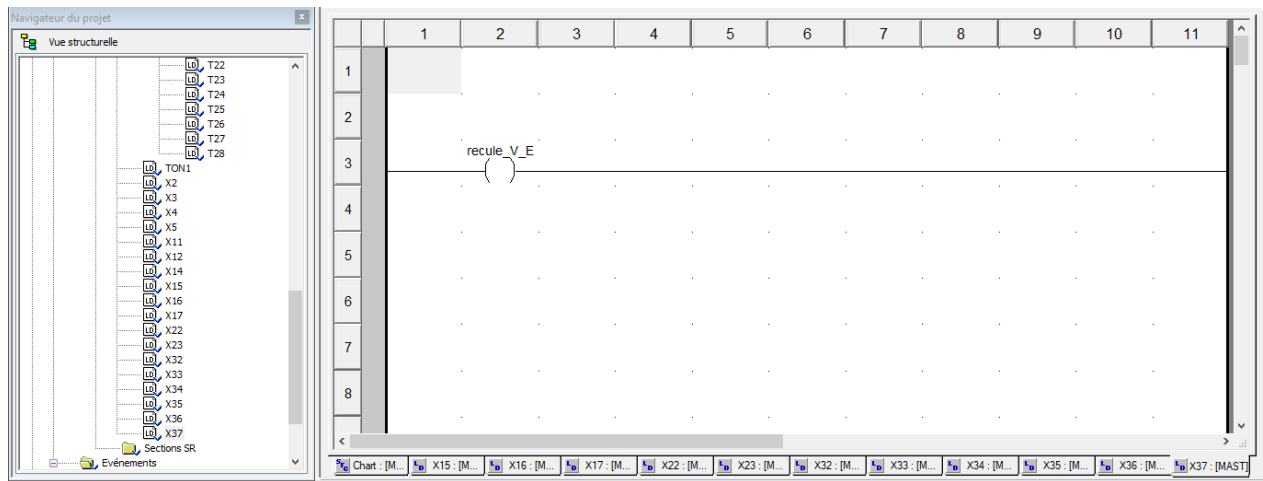 Navigateur du projet
x
Vue structurelle
T22
T23
T24
T25
T26
T27
T28
TON1
X2
X3
X4
X5
X11
X12
X14
X15
X16
X17
X22
X23
X32
X33
X34
X35
X36
X37
Sections SR
Evénements
1 2 3 4 5 6 7 8 9 10 11
1
2
recule_V_E
3
( )
4
5
6
7
8
Chart : [M... X15 : [M... X16 : [M... X17 : [M... X22 : [M... X23 : [M... X32 : [M... X33 : [M... X34 : [M... X35 : [M... X36 : [M... X37 : [MAST]